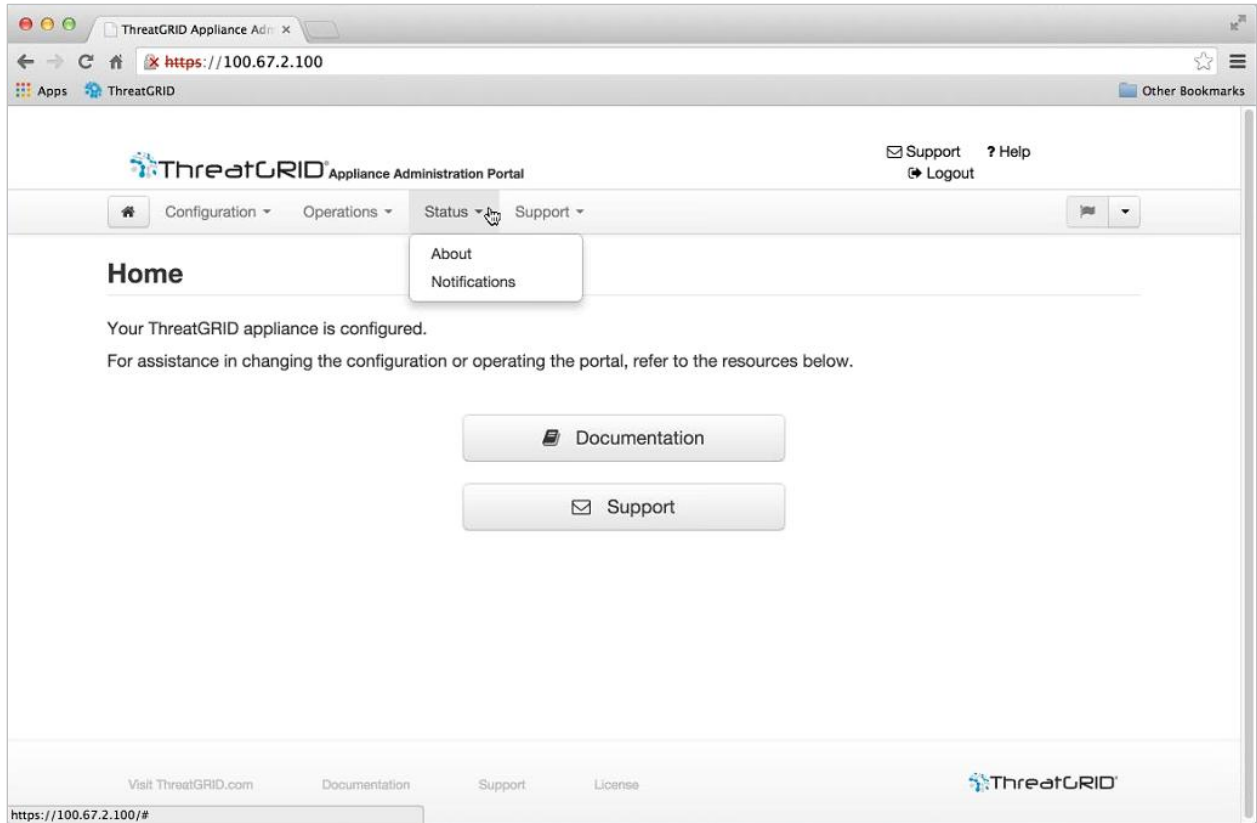 ThreatGRID Appliance Adm
https://100.67.2.100
Apps ThreatGRID Other Bookmarks
ThreatGRID® Appliance Administration Portal
Support ? Help
Logout
Configuration Operations Status Support
About
Notifications
Home
Your ThreatGRID appliance is configured.
For assistance in changing the configuration or operating the portal, refer to the resources below.
Documentation
Support
Visit ThreatGRID.com Documentation Support License ThreatGRID®
https://100.67.2.100/#